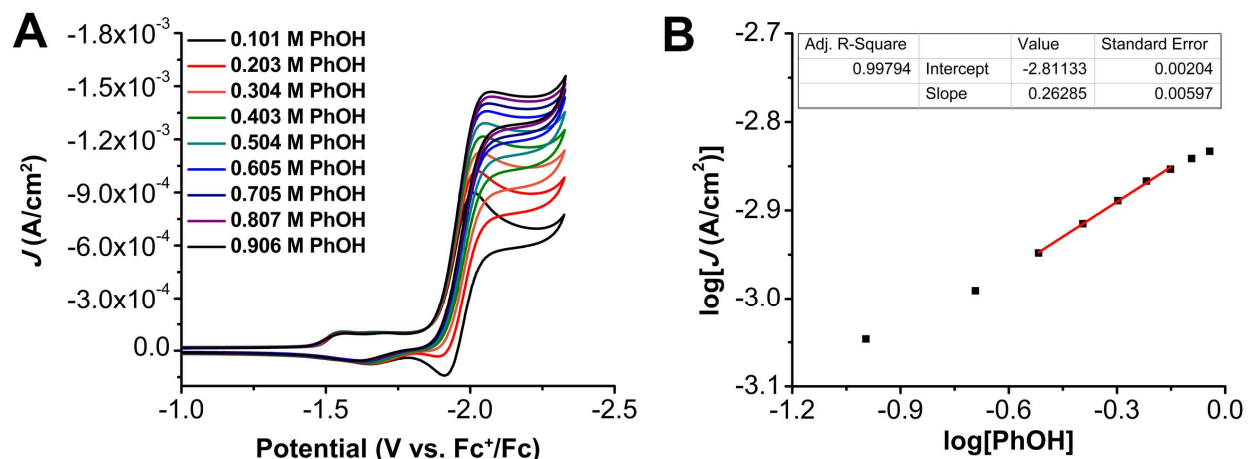 A
-1.8x10⁻³
-1.5x10⁻³
-1.2x10⁻³
-9.0x10⁻⁴
-6.0x10⁻⁴
-3.0x10⁻⁴
0.0
J (A/cm²)
0.101 M PhOH
0.203 M PhOH
0.304 M PhOH
0.403 M PhOH
0.504 M PhOH
0.605 M PhOH
0.705 M PhOH
0.807 M PhOH
0.906 M PhOH
-1.0 -1.5 -2.0 -2.5
Potential (V vs. Fc⁺/Fc)
B
-2.7
-2.8
-2.9
-3.0
-3.1
log[J (A/cm²)]
Adj. R-Square Value Standard Error
0.99794 Intercept -2.81133 0.00204
Slope 0.26285 0.00597
-1.2 -0.9 -0.6 -0.3 0.0
log[PhOH]